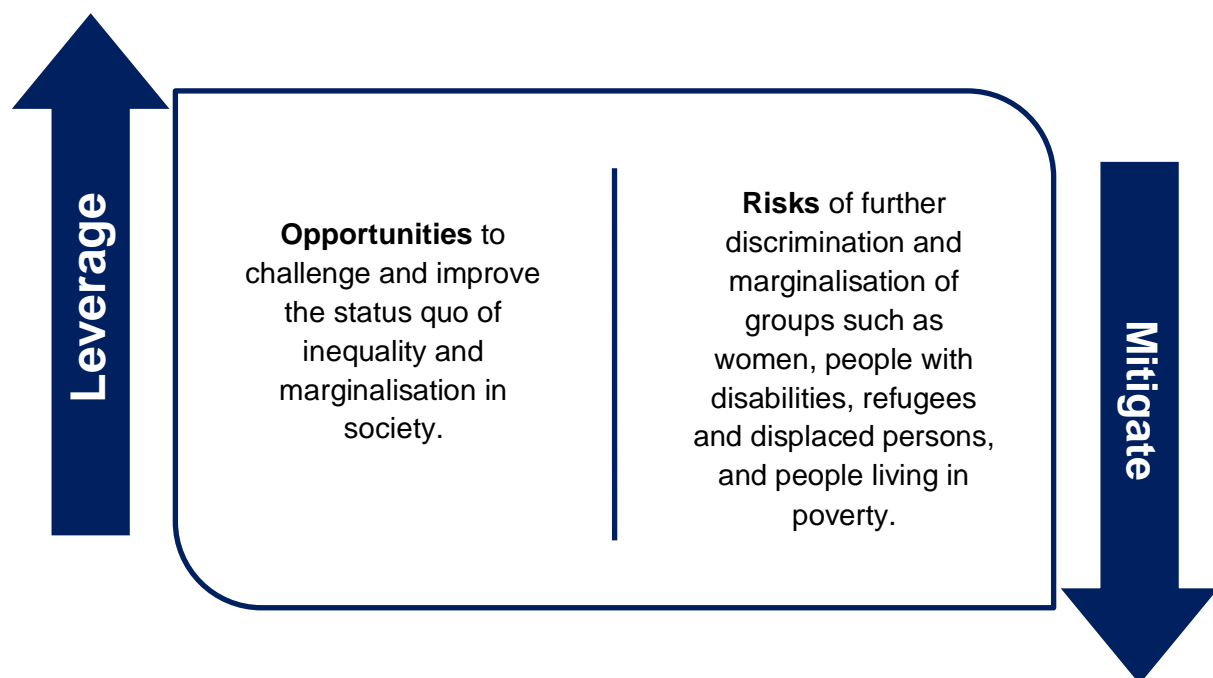 Leverage
Opportunities to
challenge and improve
the status quo of
inequality and
marginalisation in
society.
Risks of further
discrimination and
marginalisation of
groups such as
women, people with
disabilities, refugees
and displaced persons,
and people living in
poverty.
Mitigate